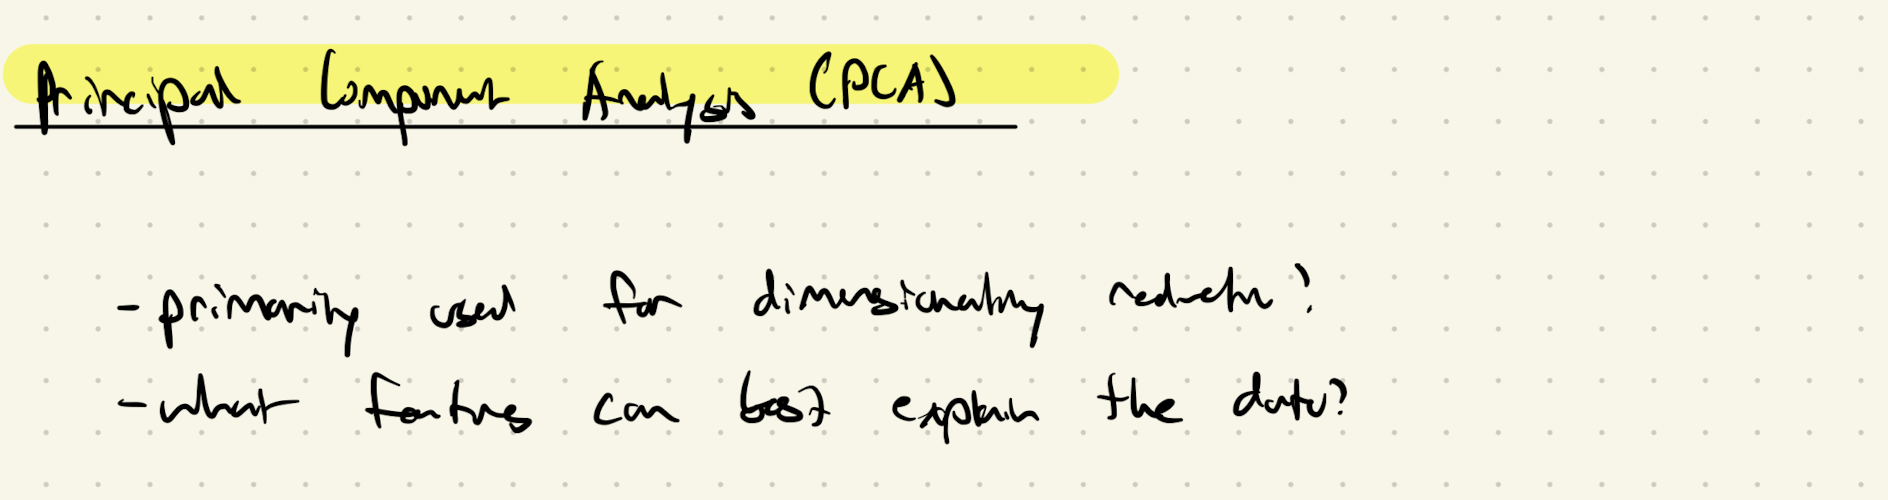 Principal Component Analysis (PCA)
- primarily used for dimensionality reduction?
- what features can best explain the data?